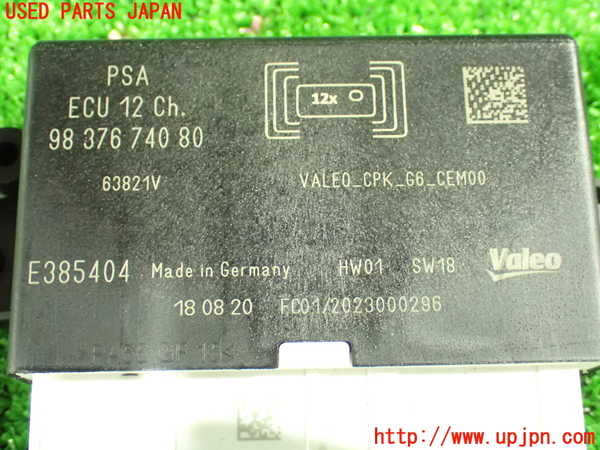 USED PARTS JAPAN
PSA
ECU 12 Ch.
98 376 740 80
12x
63821V
VALEO_CPK_G6_CEM00
E385404 Made in Germany HW01 SW18 Valeo
18 08 20 FC01/2023000296
http://www.upjpn.com/